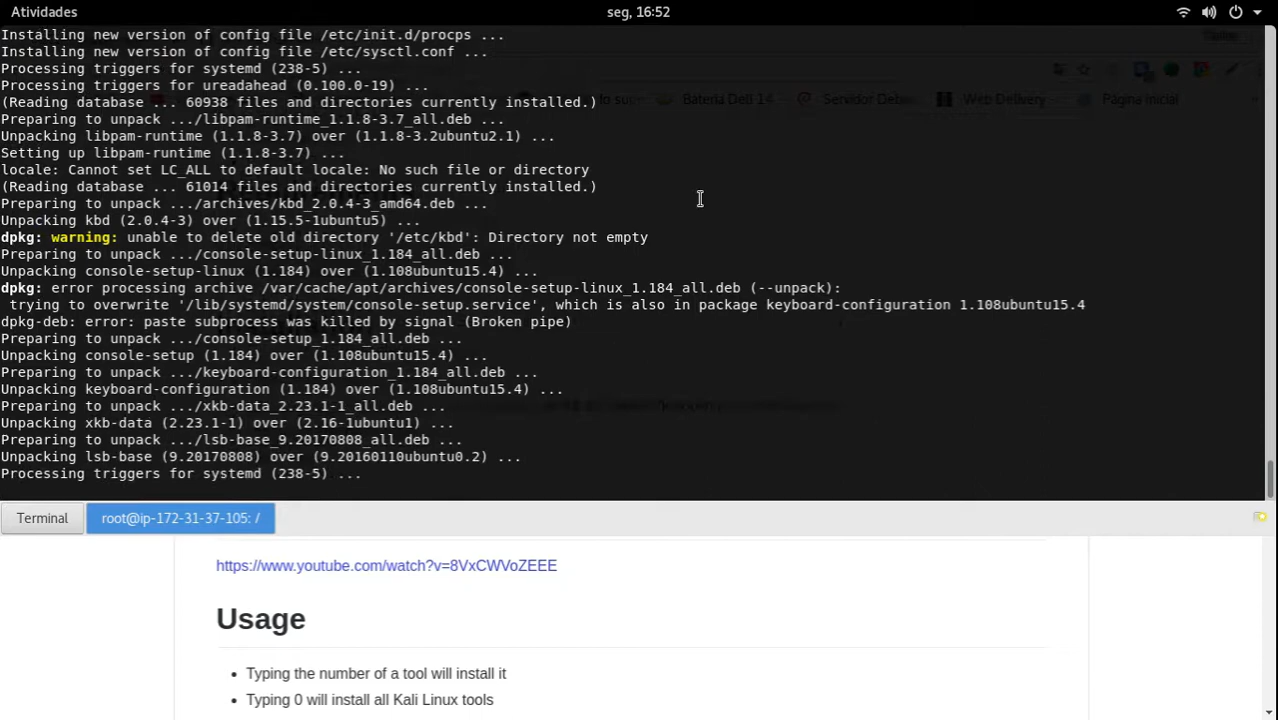 Atividades
seg, 16:52
Installing new version of config file /etc/init.d/procps ...
Installing new version of config file /etc/sysctl.conf ...
Processing triggers for systemd (238-5) ...
Processing triggers for ureadahead (0.100.0-19) ...
(Reading database ... 60938 files and directories currently installed.)
Bateria Dell 14
Web Delivery
Página Inicial
Preparing to unpack .../libpam-runtime_1.1.8-3.7_all.deb ...
Unpacking libpam-runtime (1.1.8-3.7) over (1.1.8-3.2ubuntu2.1) ...
Setting up libpam-runtime (1.1.8-3.7) ...
locale: Cannot set LC_ALL to default locale: No such file or directory
(Reading database ... 61014 files and directories currently installed.)
Preparing to unpack .../archives/kbd_2.0.4-3_amd64.deb ...
Unpacking kbd (2.0.4-3) over (1.15.5-1ubuntu5) ...
dpkg: warning: unable to delete old directory '/etc/kbd': Directory not empty
Preparing to unpack .../console-setup-linux_1.184_all.deb ...
Unpacking console-setup-linux (1.184) over (1.108ubuntu15.4) ...
dpkg: error processing archive /var/cache/apt/archives/console-setup-linux_1.184_all.deb (--unpack):
trying to overwrite '/lib/systemd/system/console-setup.service', which is also in package keyboard-configuration 1.108ubuntu15.4
dpkg-deb: error: paste subprocess was killed by signal (Broken pipe)
Preparing to unpack .../console-setup_1.184_all.deb ...
Unpacking console-setup (1.184) over (1.108ubuntu15.4) ...
Preparing to unpack .../keyboard-configuration_1.184_all.deb ...
Unpacking keyboard-configuration (1.184) over (1.108ubuntu15.4) ...
Preparing to unpack .../xkb-data_2.23.1-1_all.deb ...
Unpacking xkb-data (2.23.1-1) over (2.16-1ubuntu1) ...
Preparing to unpack .../lsb-base_9.20170808_all.deb ...
Unpacking lsb-base (9.20170808) over (9.20160110ubuntu0.2) ...
Processing triggers for systemd (238-5) ...
Terminal
root@ip-172-31-37-105: /
https://www.youtube.com/watch?v=8VxCWVoZEEE
Usage
• Typing the number of a tool will install it
• Typing 0 will install all Kali Linux tools